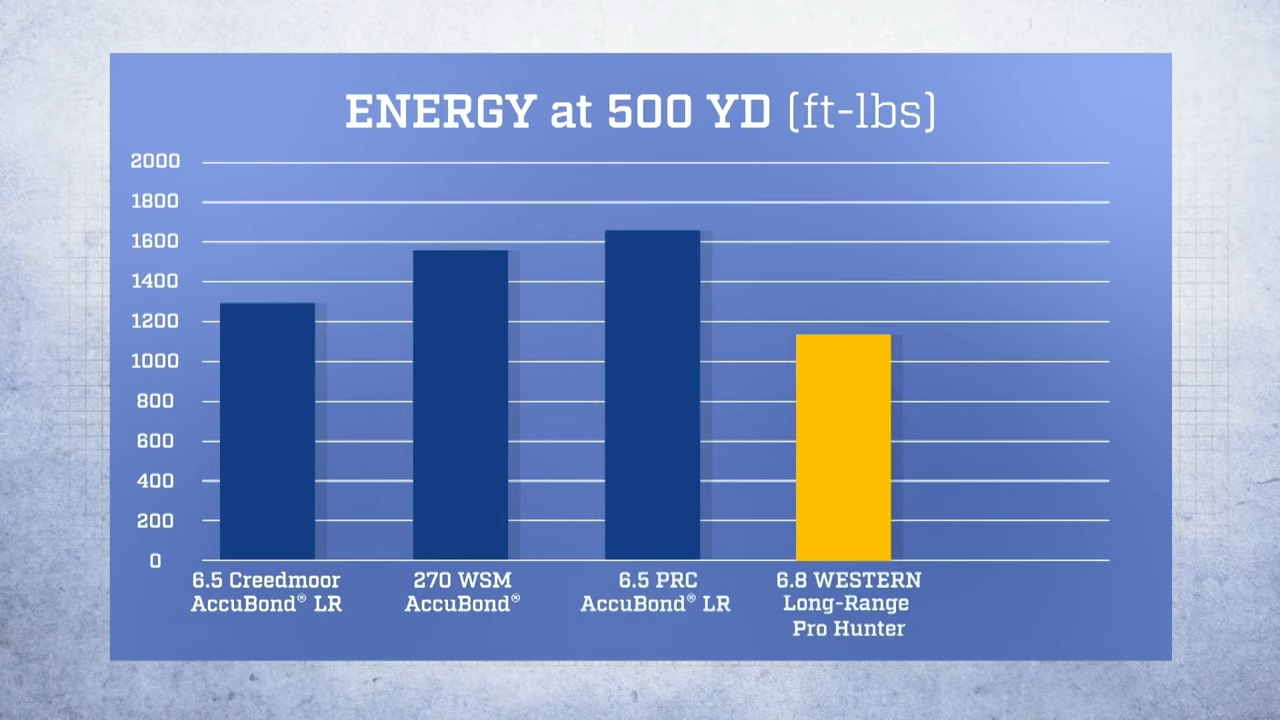 ENERGY at 500 YD (ft-lbs)
2000
1800
1600
1400
1200
1000
800
600
400
200
0
6.5 Creedmoor
AccuBond® LR
270 WSM
AccuBond®
6.5 PRC
AccuBond® LR
6.8 WESTERN
Long-Range
Pro Hunter